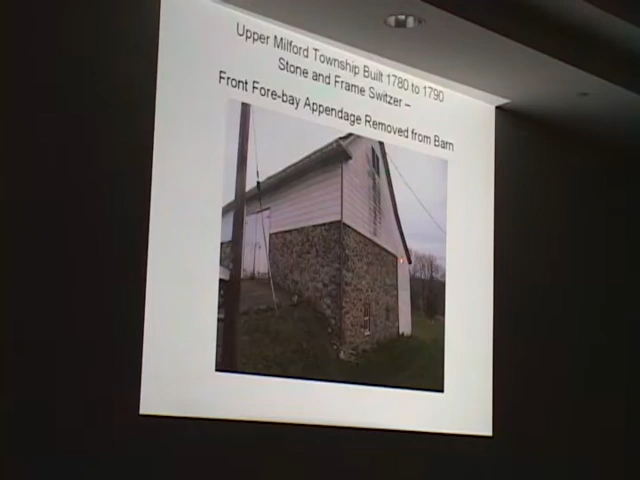 Upper Milford Township Built 1780 to 1790
Stone and Frame Switzer –
Front Fore-bay Appendage Removed from Barn